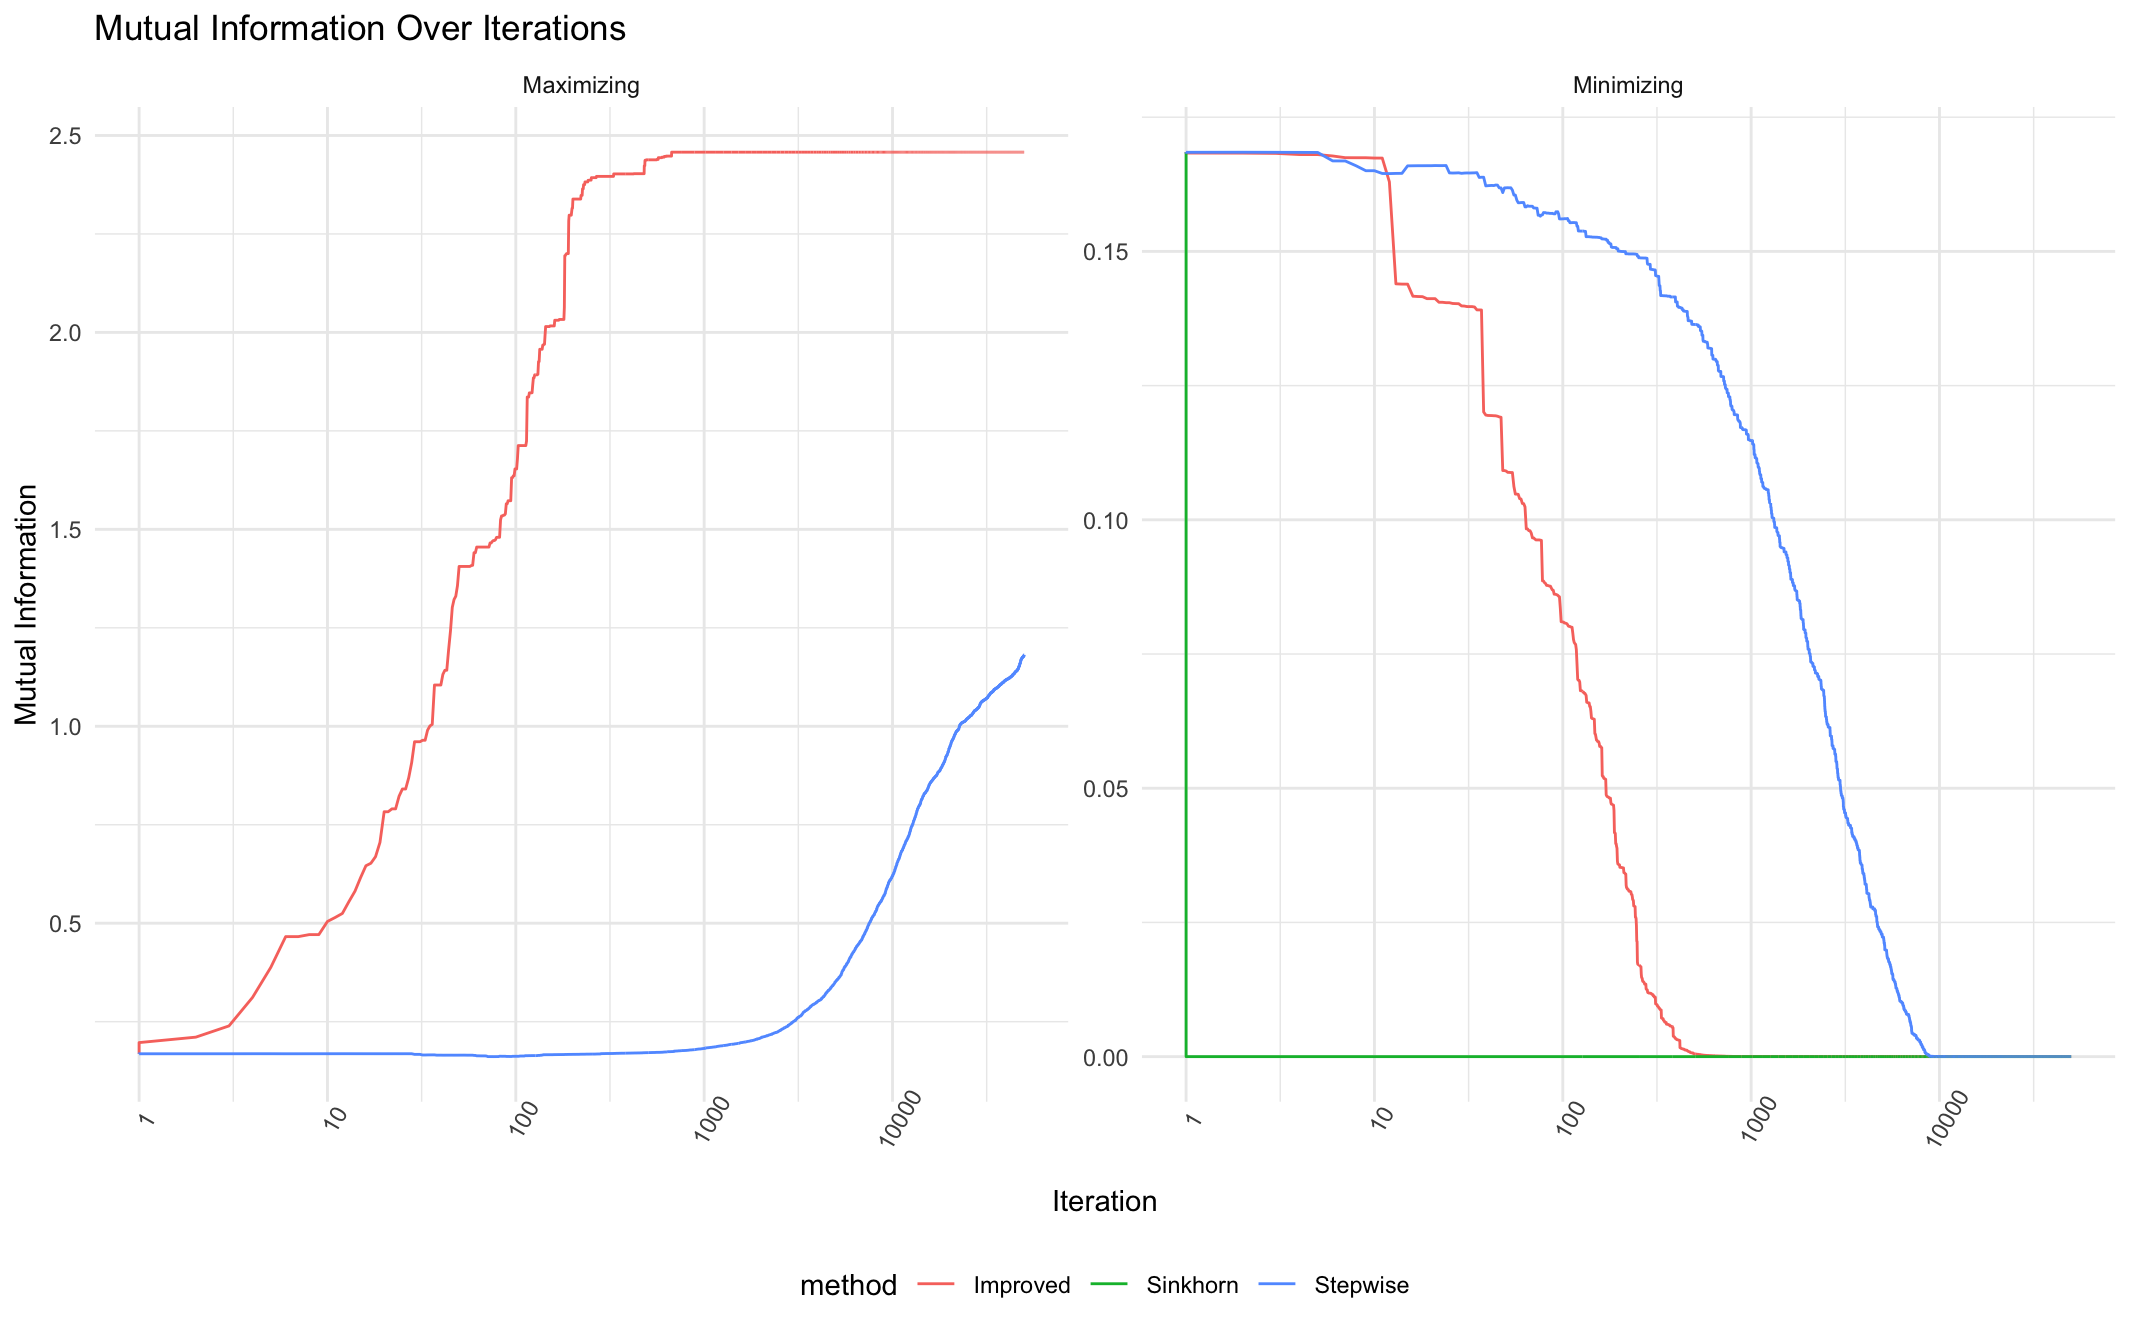 Mutual Information Over Iterations
Maximizing
Minimizing
Mutual Information
2.5
2.0
1.5
1.0
0.5
0.15
0.10
0.05
0.00
1 10 100 1000 10000
1 10 100 1000 10000
Iteration
method Improved Sinkhorn Stepwise